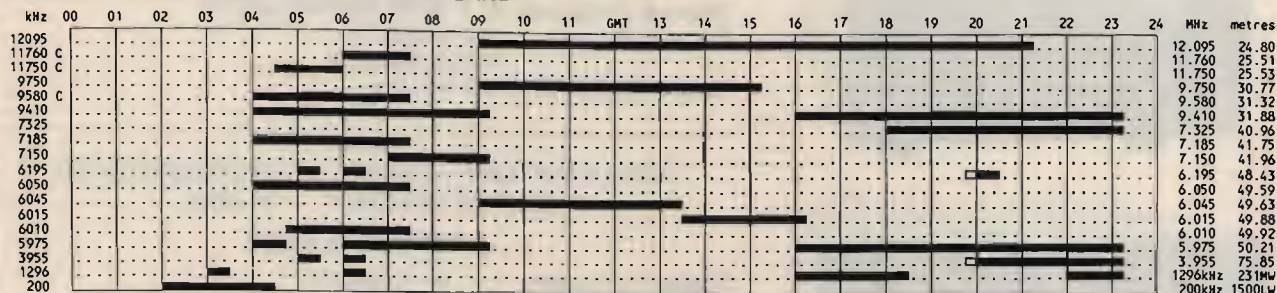 kHz 00 01 02 03 04 05 06 07 08 09 10 11 GMT 13 14 15 16 17 18 19 20 21 22 23 24 MHz metres
12095 12.095 24.80
11760 C 11.760 25.51
11750 C 11.750 25.53
9750 9.750 30.77
9580 C 9.580 31.32
9410 9.410 31.88
7325 7.325 40.96
7185 7.185 41.75
7150 7.150 41.96
6195 6.195 48.43
6050 6.050 49.59
6045 6.045 49.63
6015 6.015 49.88
6010 6.010 49.92
5975 5.975 50.21
3955 3.955 75.85
1296 1296kHz 231MW
200 200kHz 1500LW